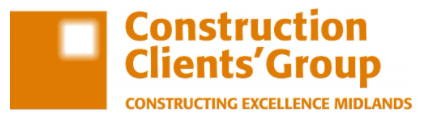 Construction
Clients'Group
CONSTRUCTING EXCELLENCE MIDLANDS